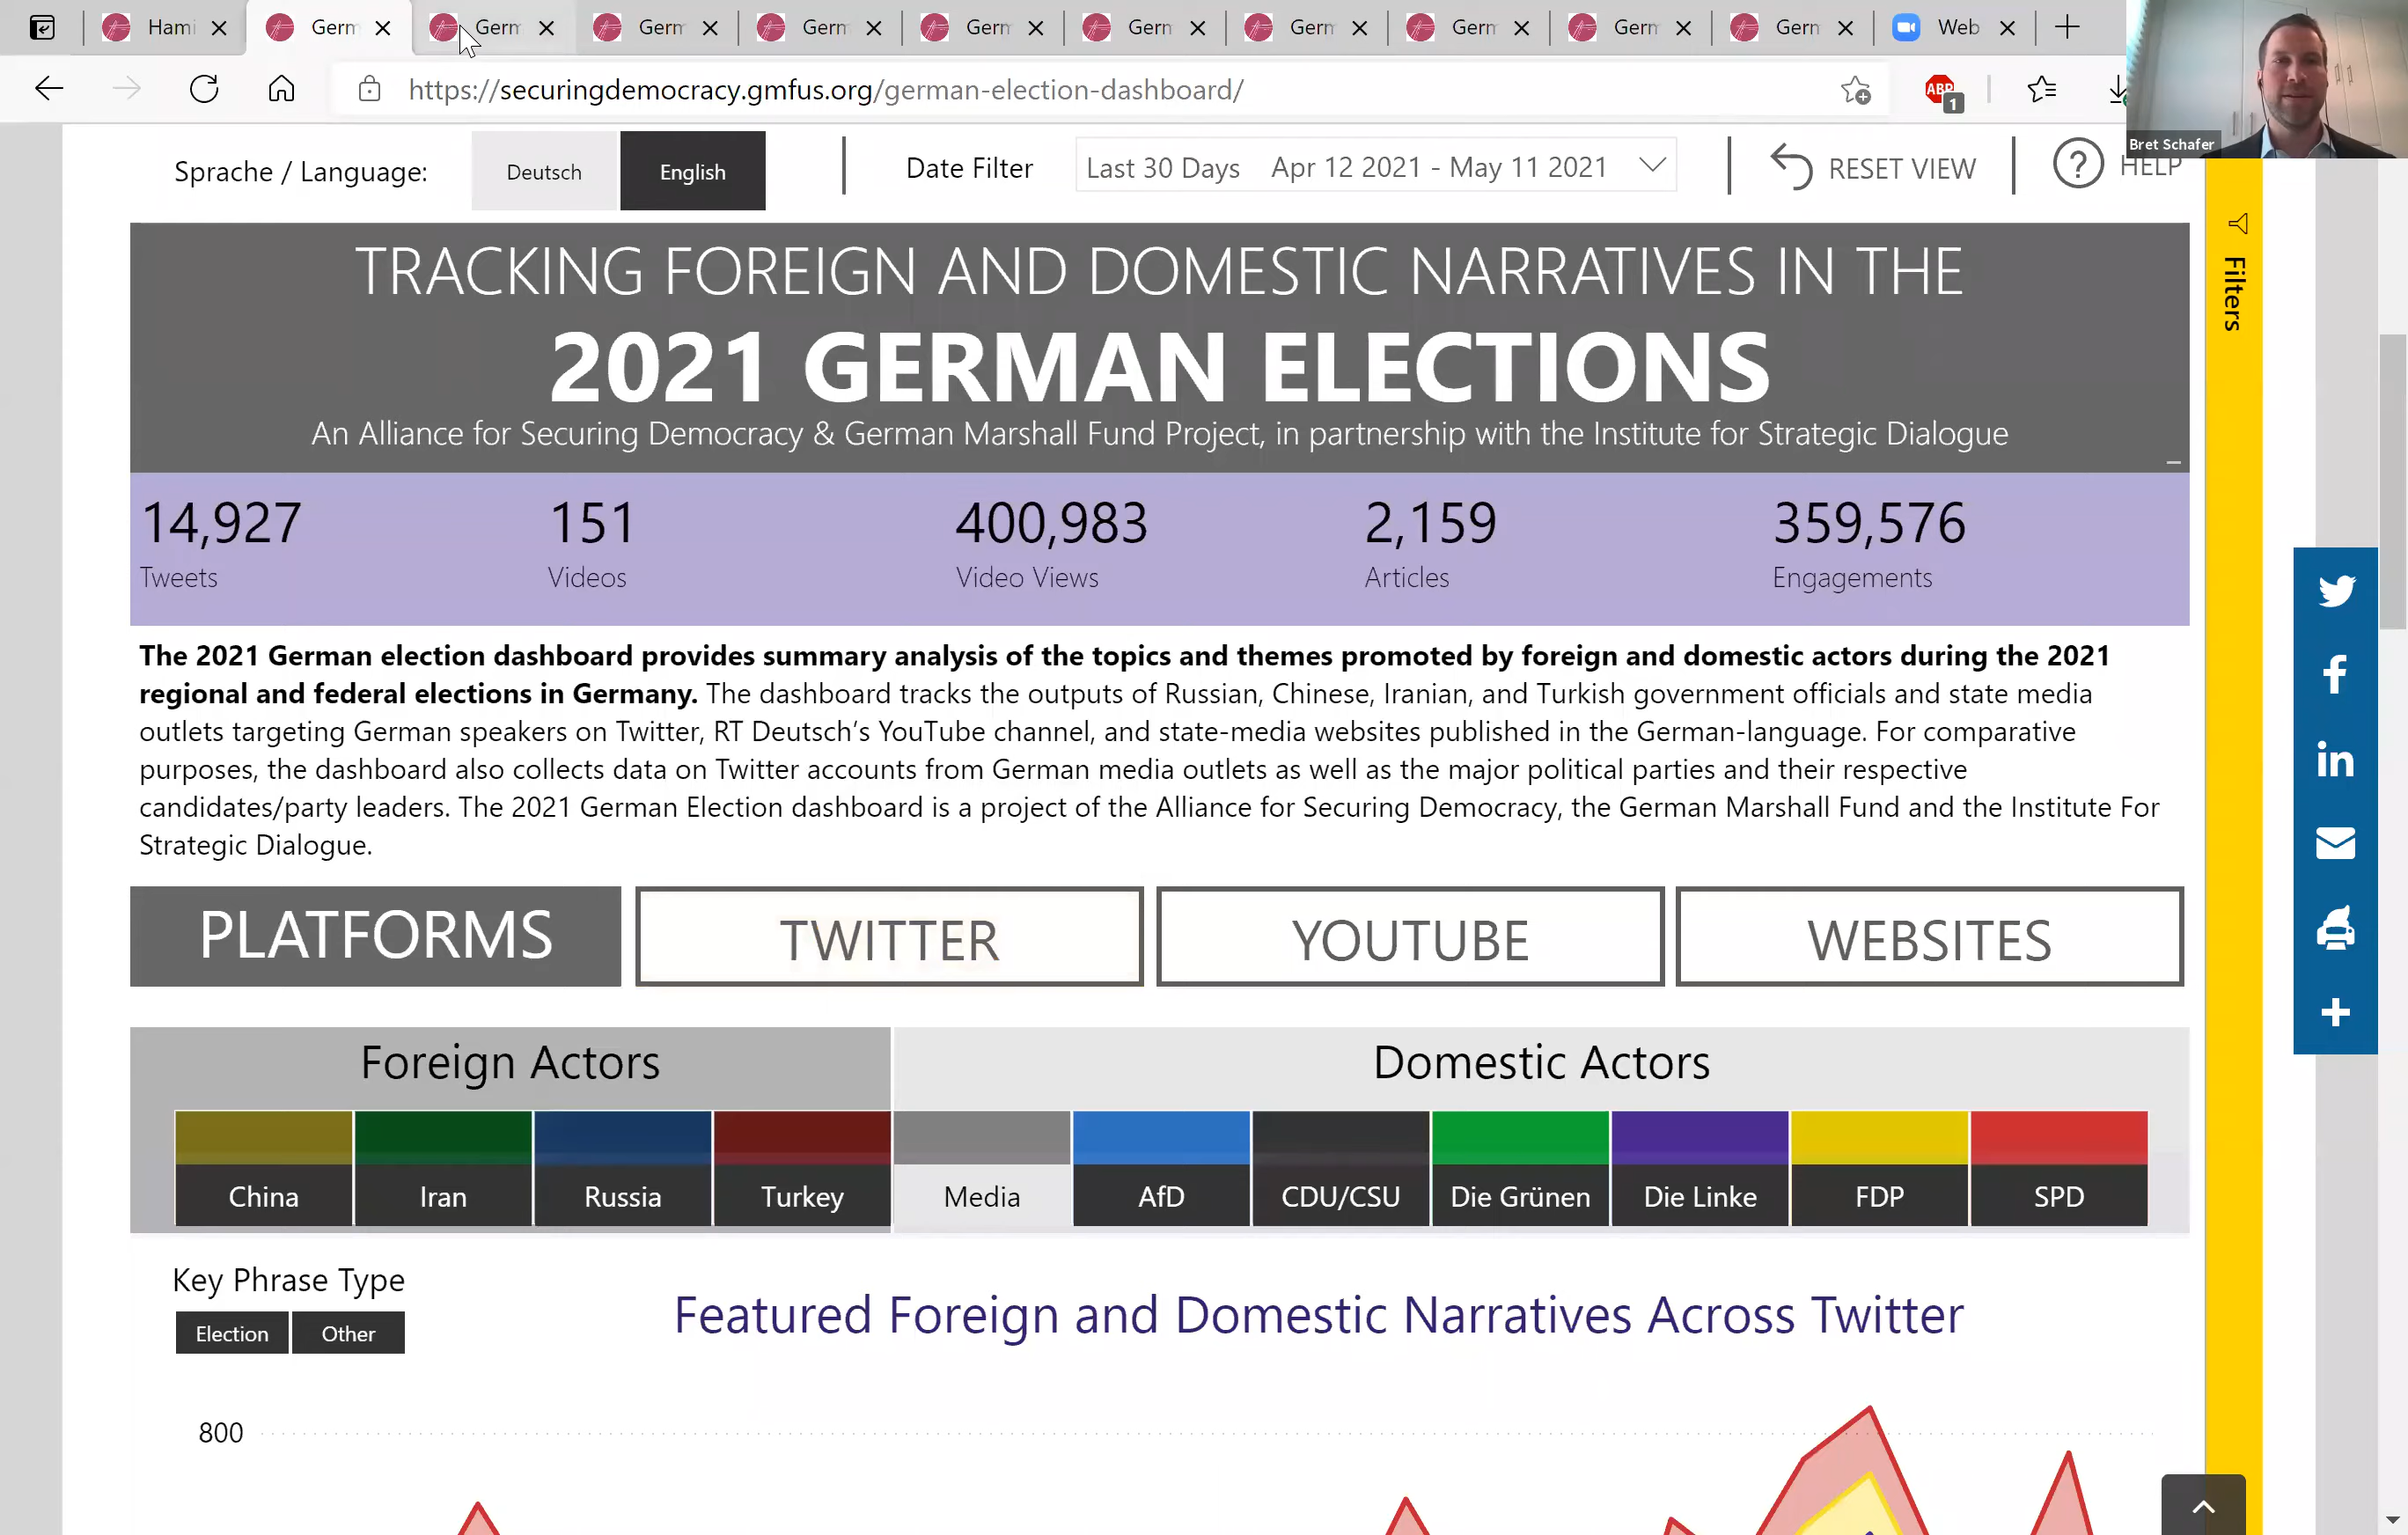 Hami
Germ
Germ
Germ
Germ
Germ
Gern
Germ
Germ
Germ
Gern
Web
https://securingdemocracy.gmfus.org/german-election-dashboard/
ABP
1
Bret Schafer
Sprache / Language:
Deutsch
English
Date Filter
Last 30 Days Apr 12 2021 - May 11 2021
RESET VIEW
? HELP
Filters
TRACKING FOREIGN AND DOMESTIC NARRATIVES IN THE
2021 GERMAN ELECTIONS
An Alliance for Securing Democracy & German Marshall Fund Project, in partnership with the Institute for Strategic Dialogue
14,927 151 400,983 2,159 359,576
Tweets Videos Video Views Articles Engagements
The 2021 German election dashboard provides summary analysis of the topics and themes promoted by foreign and domestic actors during the 2021
regional and federal elections in Germany. The dashboard tracks the outputs of Russian, Chinese, Iranian, and Turkish government officials and state media
outlets targeting German speakers on Twitter, RT Deutsch’s YouTube channel, and state-media websites published in the German-language. For comparative
purposes, the dashboard also collects data on Twitter accounts from German media outlets as well as the major political parties and their respective
candidates/party leaders. The 2021 German Election dashboard is a project of the Alliance for Securing Democracy, the German Marshall Fund and the Institute For
Strategic Dialogue.
PLATFORMS TWITTER YOUTUBE WEBSITES
Foreign Actors Domestic Actors
China Iran Russia Turkey Media AfD CDU/CSU Die Grünen Die Linke FDP SPD
Key Phrase Type
Election Other
Featured Foreign and Domestic Narratives Across Twitter
800